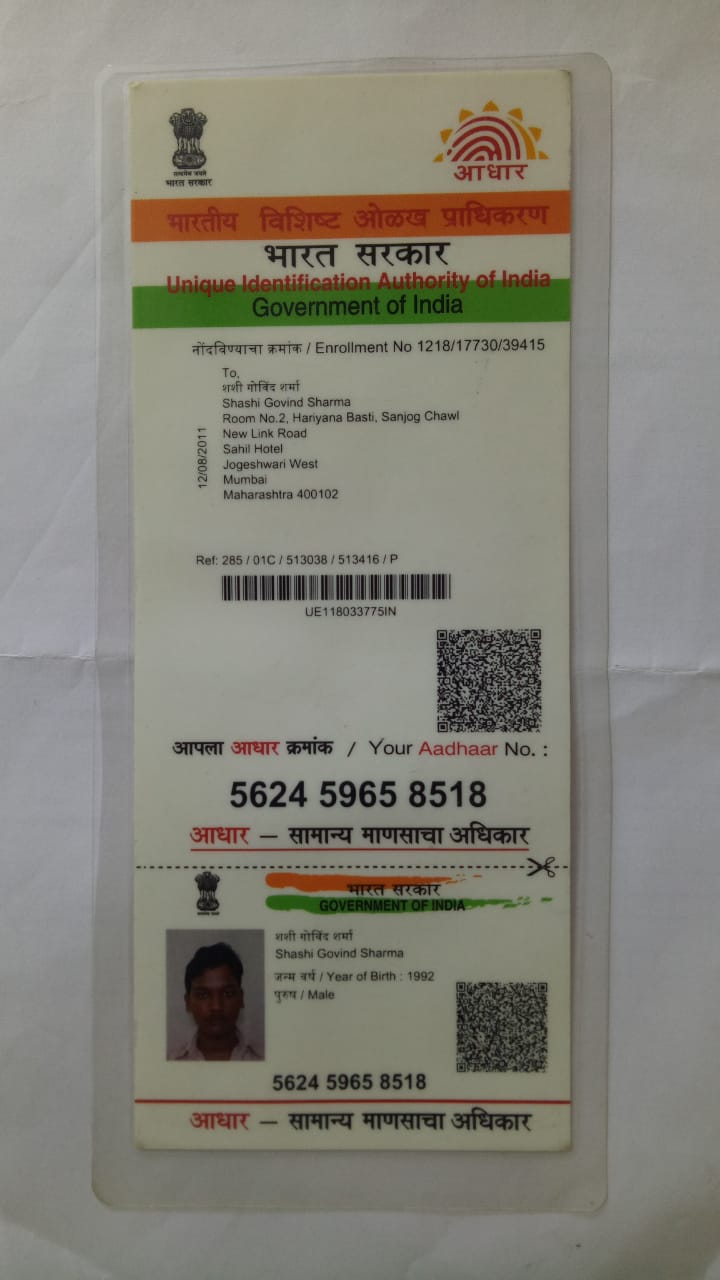 सत्यमेव जयते
भारत सरकार
आधार
भारतीय विशिष्ट ओळख प्राधिकरण
भारत सरकार
Unique Identification Authority of India
Government of India
नोंदविण्याचा क्रमांक / Enrollment No 1218/17730/39415
To,
शशी गोविंद शर्मा
Shashi Govind Sharma
Room No.2, Hariyana Basti, Sanjog Chawl
New Link Road
Sahil Hotel
Jogeshwari West
Mumbai
Maharashtra 400102
12/08/2011
Ref: 285 / 01C / 513038 / 513416 / P
UE118033775IN
आपला आधार क्रमांक / Your Aadhaar No. :
5624 5965 8518
आधार – सामान्य माणसाचा अधिकार
भारत सरकार
GOVERNMENT OF INDIA
शशी गोविंद शर्मा
Shashi Govind Sharma
जन्म वर्ष / Year of Birth : 1992
पुरुष / Male
5624 5965 8518
आधार – सामान्य माणसाचा अधिकार